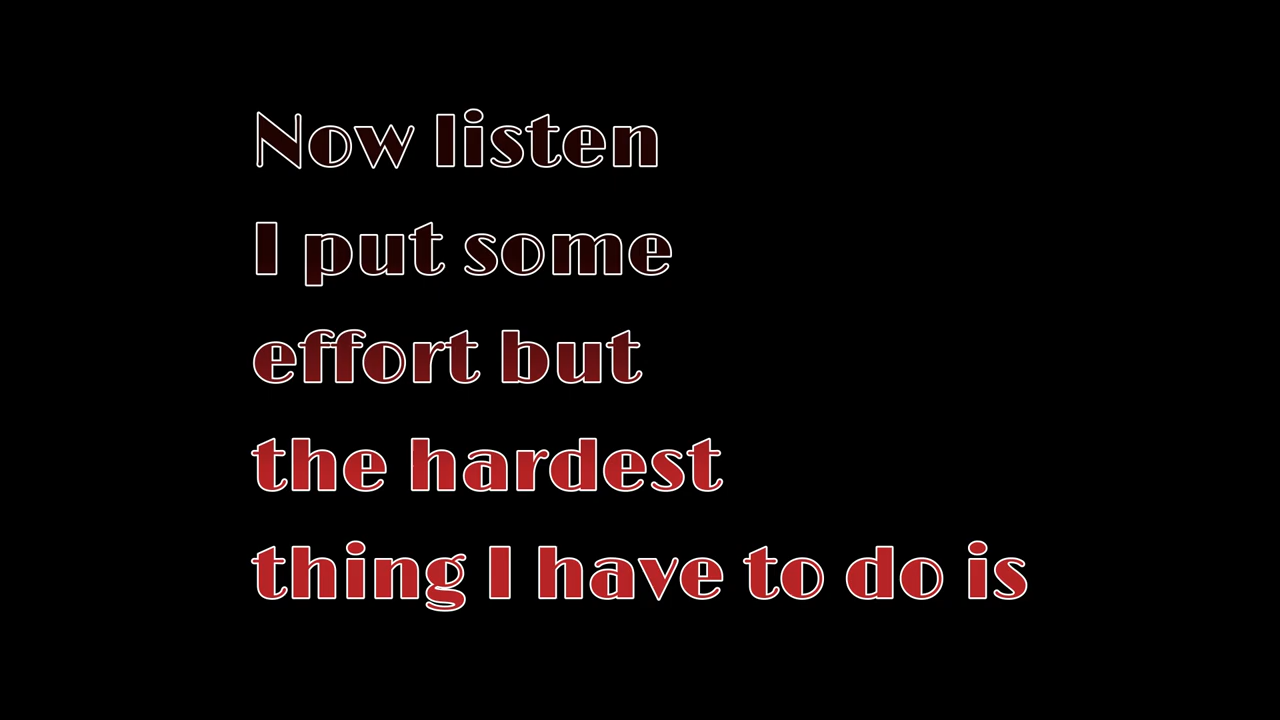 Now listen
I put some
effort but
the hardest
thing I have to do is